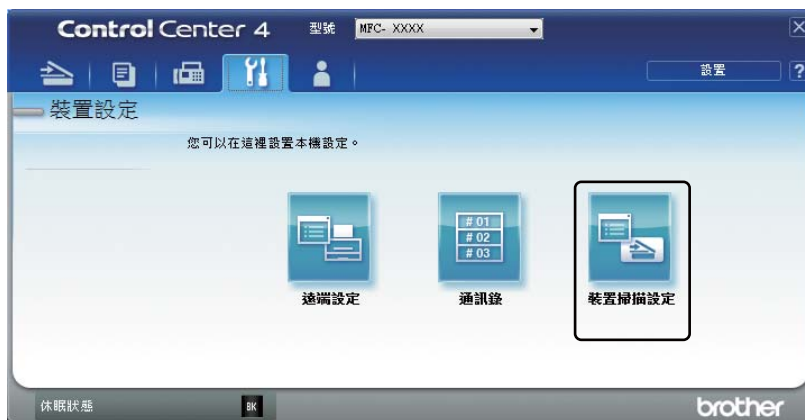 Control Center 4 型號 MFC- XXXX
設置 ?
裝置設定
您可以在這裡設置本機設定。
# 01
# 02
# 03
遠端設定 通訊錄 裝置掃描設定
休眠狀態 BK brother